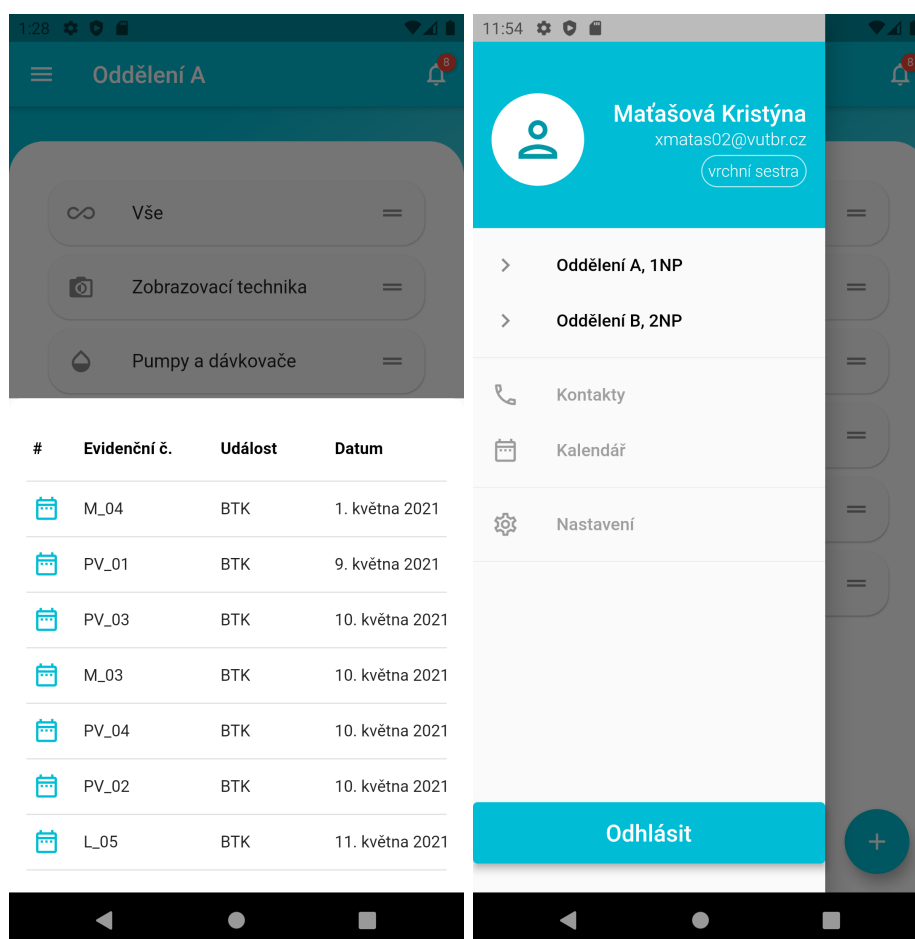 1:28
Oddělení A
8
Vše
Zobrazovací technika
Pumpy a dávkovače
# Evidenční č. Událost Datum
M_04 BTK 1. května 2021
PV_01 BTK 9. května 2021
PV_03 BTK 10. května 2021
M_03 BTK 10. května 2021
PV_04 BTK 10. května 2021
PV_02 BTK 10. května 2021
L_05 BTK 11. května 2021
11:54
8
Maťašová Kristýna
xmatas02@vutbr.cz
vrchní sestra
Oddělení A, 1NP
Oddělení B, 2NP
Kontakty
Kalendář
Nastavení
Odhlásit